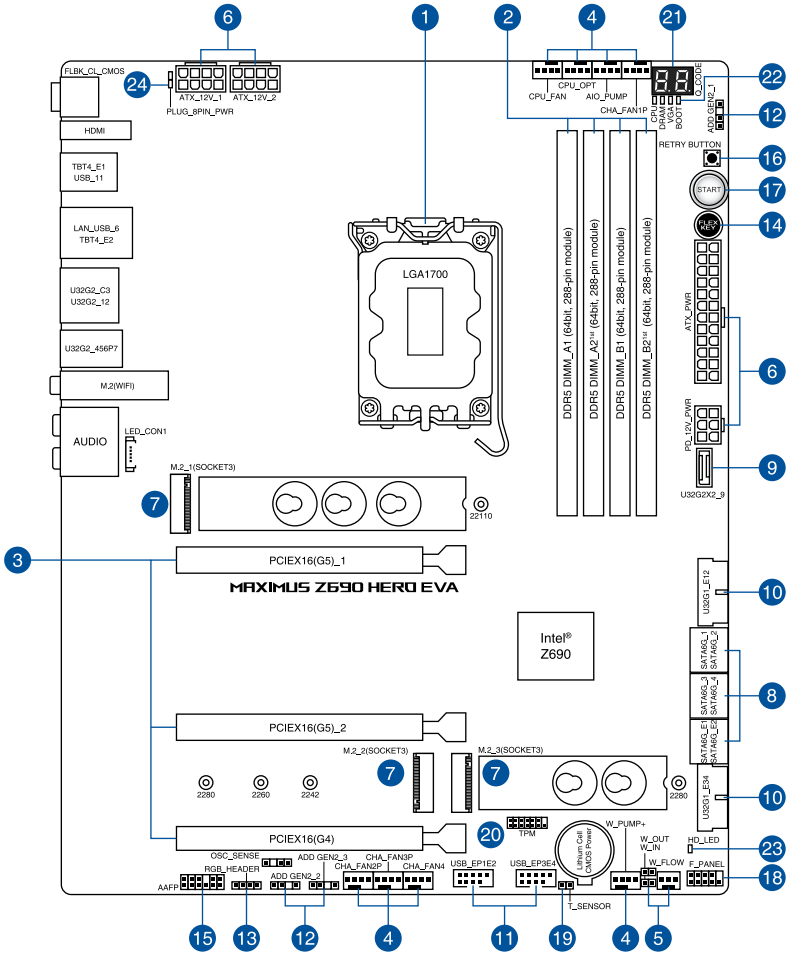 6
1
2
4
21
FLBK_CL_CMOS
24
ATX_12V_1
ATX_12V_2
PLUG_8PIN_PWR
CPU_FAN
CPU_OPT
AIO_PUMP
CHA_FAN1P
88
Q_CODE
CPU
DRAM
VGA
BOOT
22
ADD GEN2_1
12
HDMI
RETRY BUTTON
16
TBT4_E1
USB_11
START
17
LAN_USB_6
TBT4_E2
FLEX
KEY
14
LGA1700
DDR5 DIMM_A1 (64bit, 288-pin module)
DDR5 DIMM_A2¹ˢᵗ (64bit, 288-pin module)
DDR5 DIMM_B1 (64bit, 288-pin module)
DDR5 DIMM_B2¹ˢᵗ (64bit, 288-pin module)
U32G2_C3
U32G2_12
ATX_PWR
U32G2_456P7
6
M.2(WIFI)
AUDIO
LED_CON1
PD_12V_PWR
9
U32G2X2_9
M.2_1(SOCKET3)
7
22110
3
PCIEX16(G5)_1
MAXIMUS Z690 HERO EVA
U32G1_E12
10
Intel®
Z690
SATA6G_1
SATA6G_2
SATA6G_3
SATA6G_4
8
SATA6G_E1
SATA6G_E2
PCIEX16(G5)_2
M.2_2(SOCKET3)
M.2_3(SOCKET3)
7
7
2280
2260
2242
2280
U32G1_E34
10
PCIEX16(G4)
20
TPM
Lithium Cell
CMOS Power
W_PUMP+
W_OUT
W_IN
HD_LED
23
OSC_SENSE
ADD GEN2_3
CHA_FAN3P
RGB_HEADER
CHA_FAN2P
CHA_FAN4
USB_EP1E2
USB_EP3E4
W_FLOW
F_PANEL
18
AAFP
ADD GEN2_2
T_SENSOR
15
13
12
4
11
19
4
5